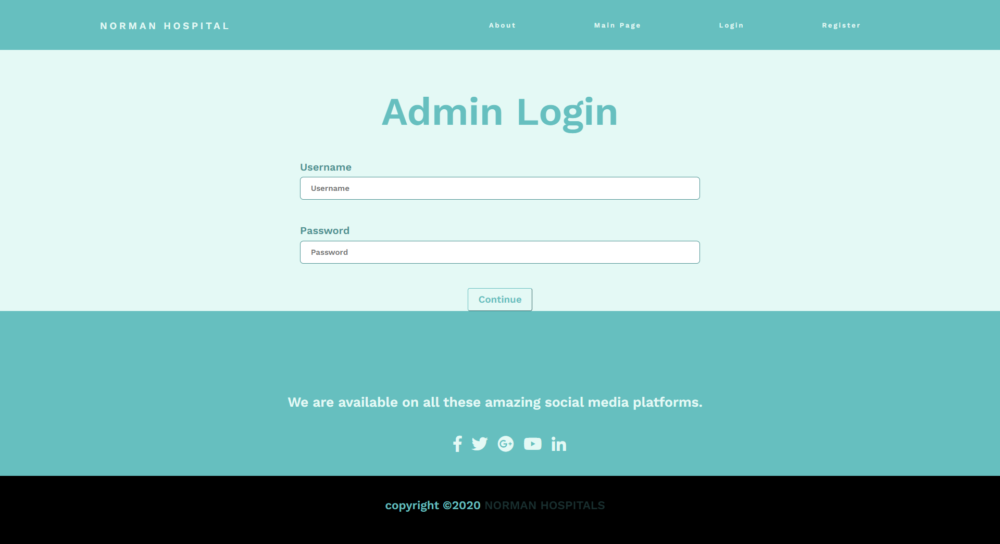 NORMAN HOSPITAL
About
Main Page
Login
Register
Admin Login
Username
Username
Password
Password
Continue
We are available on all these amazing social media platforms.
copyright ©2020 NORMAN HOSPITALS